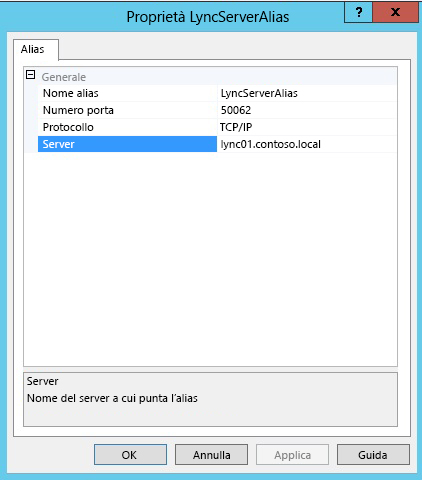 Proprietà LyncServerAlias
? x
Alias
Generale
Nome alias LyncServerAlias
Numero porta 50062
Protocollo TCP/IP
Server lync01.contoso.local
Server
Nome del server a cui punta l'alias
OK Annulla Applica Guida